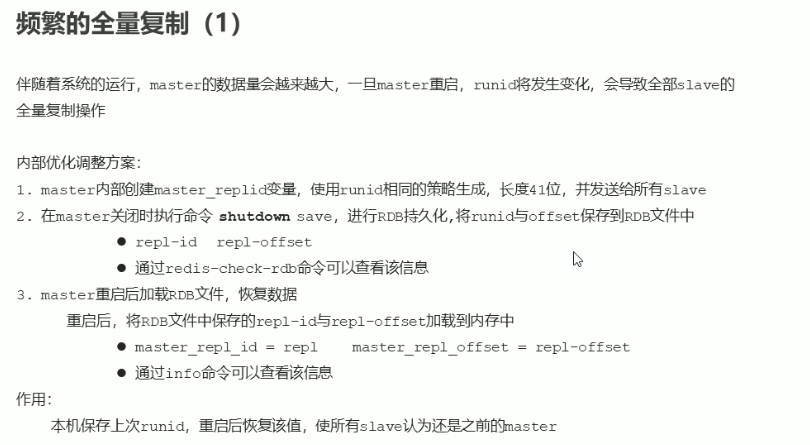 频繁的全量复制（1）
伴随着系统的运行，master的数据量会越来越大，一旦master重启，runid将发生变化，会导致全部slave的
全量复制操作
内部优化调整方案：
1. master内部创建master_replid变量，使用runid相同的策略生成，长度41位，并发送给所有slave
2. 在master关闭时执行命令 shutdown save，进行RDB持久化,将runid与offset保存到RDB文件中
● repl-id repl-offset
● 通过redis-check-rdb命令可以查看该信息
3. master重启后加载RDB文件，恢复数据
重启后，将RDB文件中保存的repl-id与repl-offset加载到内存中
● master_repl_id = repl master_repl_offset = repl-offset
● 通过info命令可以查看该信息
作用：
本机保存上次runid，重启后恢复该值，使所有slave认为还是之前的master